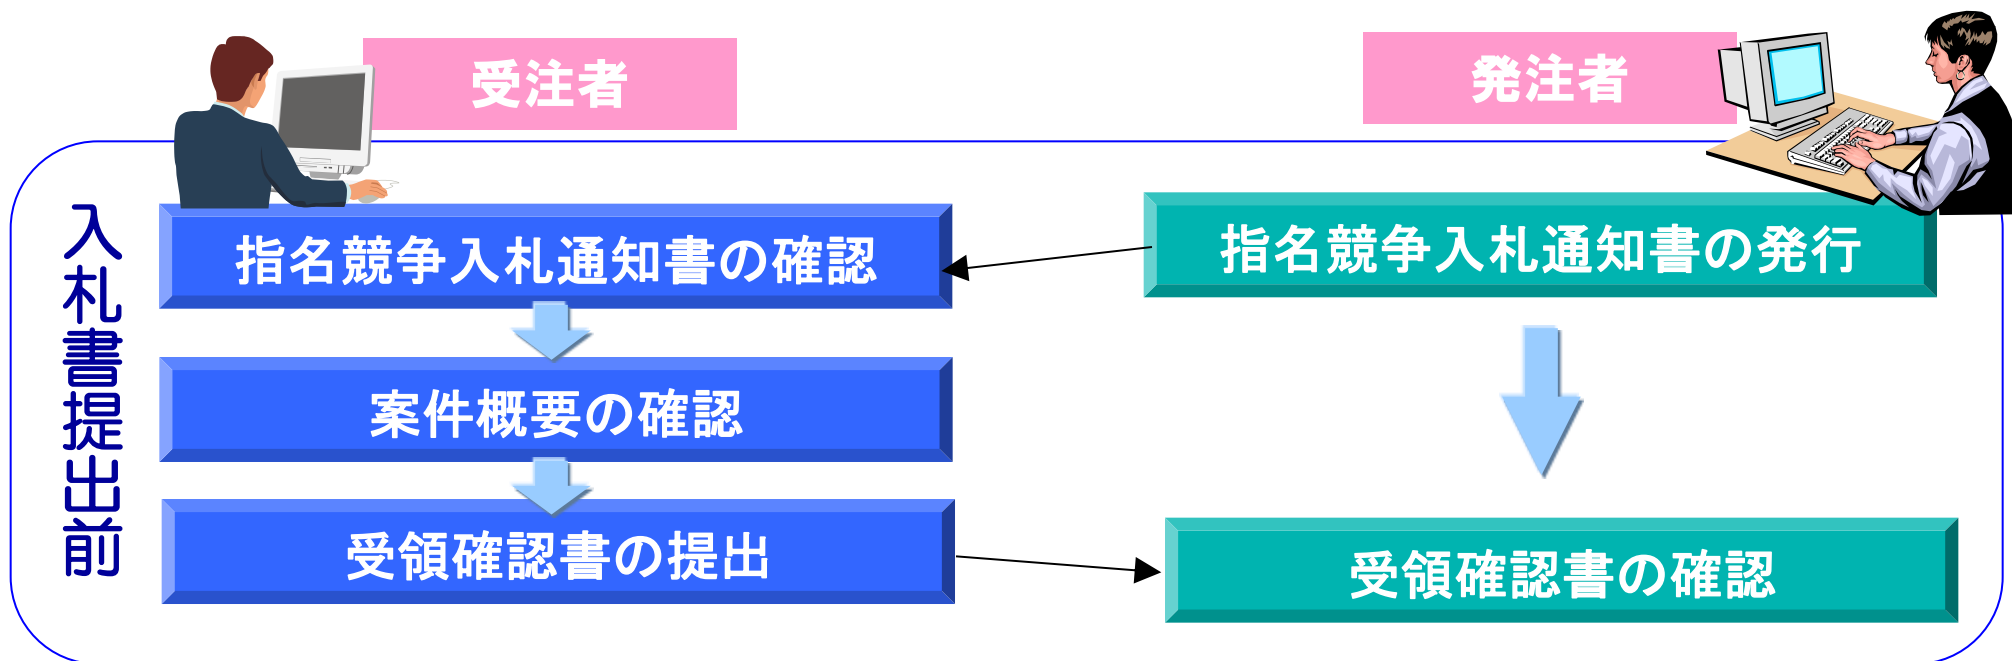 受注者
発注者
入札書提出前
指名競争入札通知書の確認
指名競争入札通知書の発行
案件概要の確認
受領確認書の提出
受領確認書の確認